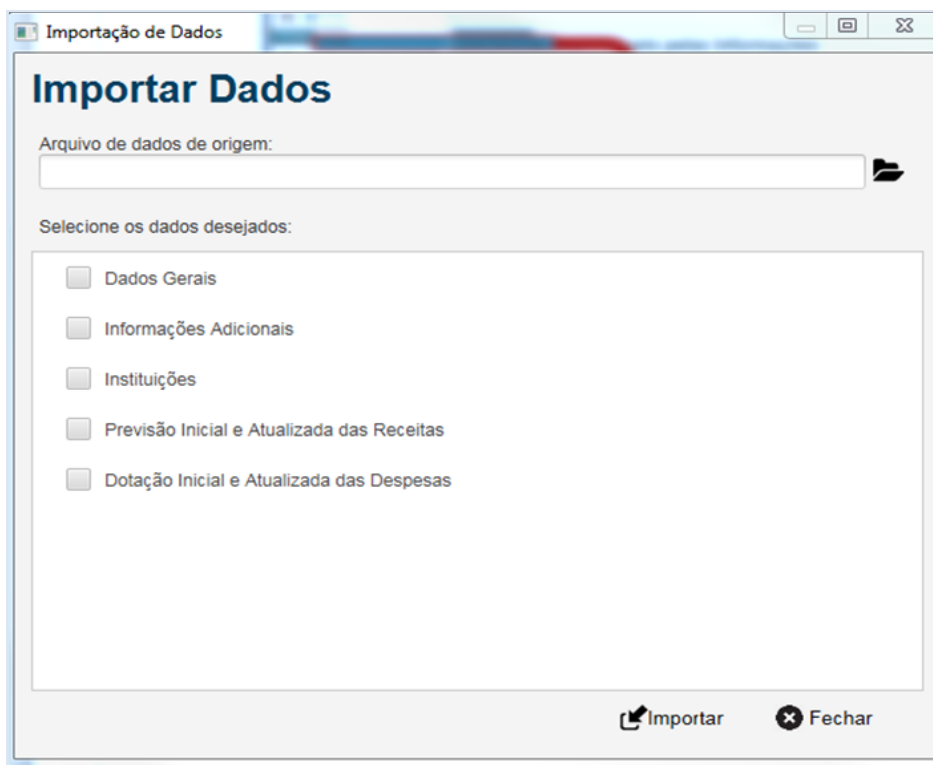 Importação de Dados
Importar Dados
Arquivo de dados de origem:
Selecione os dados desejados:
Dados Gerais
Informações Adicionais
Instituições
Previsão Inicial e Atualizada das Receitas
Dotação Inicial e Atualizada das Despesas
Importar
Fechar